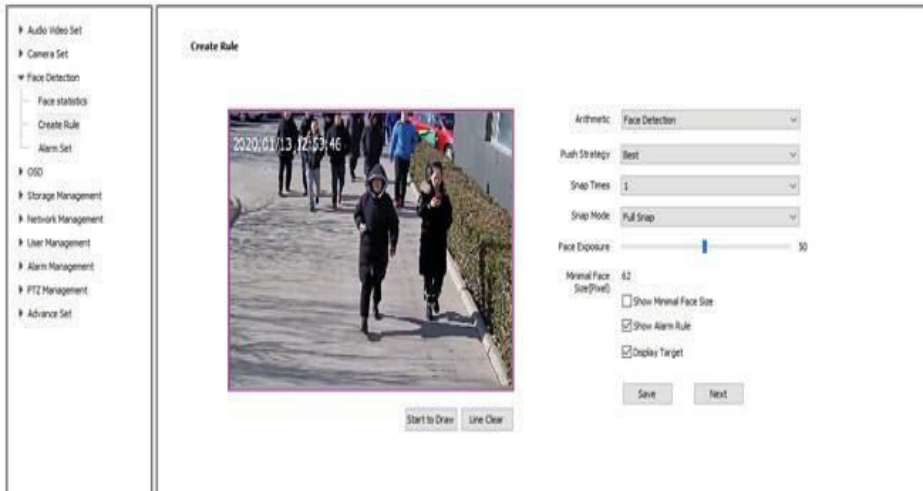 Audio Video Set
Camera Set
Face Detection
Face statistics
Create Rule
Alarm Set
OSD
Storage Management
Network Management
User Management
Alarm Management
PTZ Management
Advance Set
Create Rule
2020/01/13 12:53:46
Start to Draw
Line Clear
Arithmetic
Face Detection
Push Strategy
Best
Snap Times
1
Snap Mode
Full Snap
Face Exposure
50
Minimal Face
Size(Pixel)
62
Show Minimal Face Size
Show Alarm Rule
Display Target
Save
Next